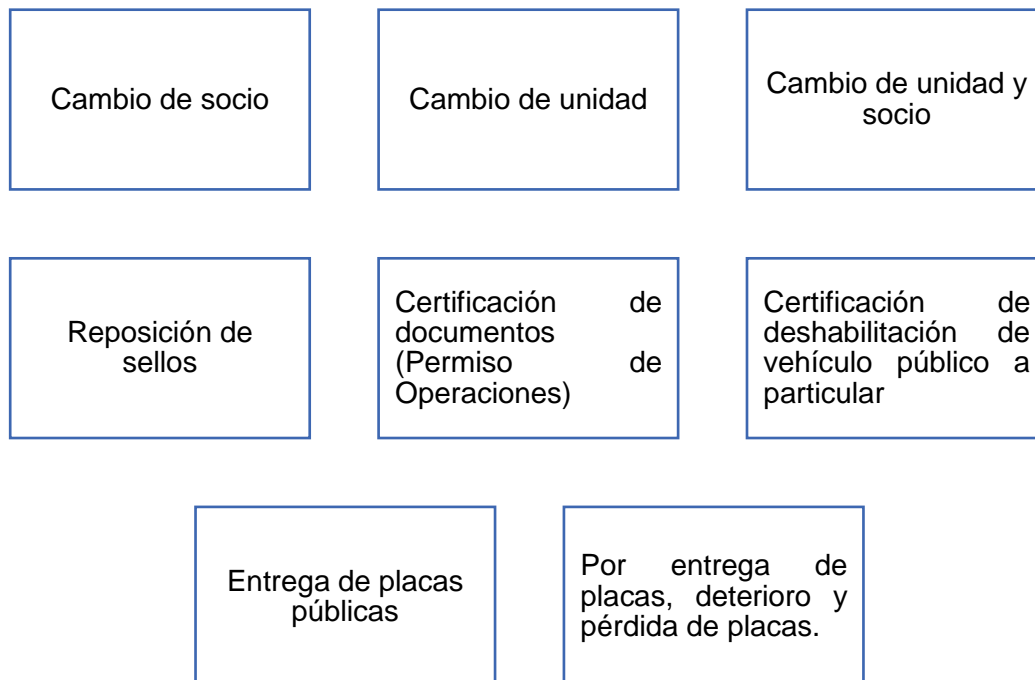 Cambio de socio
Cambio de unidad
Cambio de unidad y
socio
Reposición de
sellos
Certificación de
documentos
(Permiso de
Operaciones)
Certificación de
deshabilitación de
vehículo público a
particular
Entrega de placas
públicas
Por entrega de
placas, deterioro y
pérdida de placas.